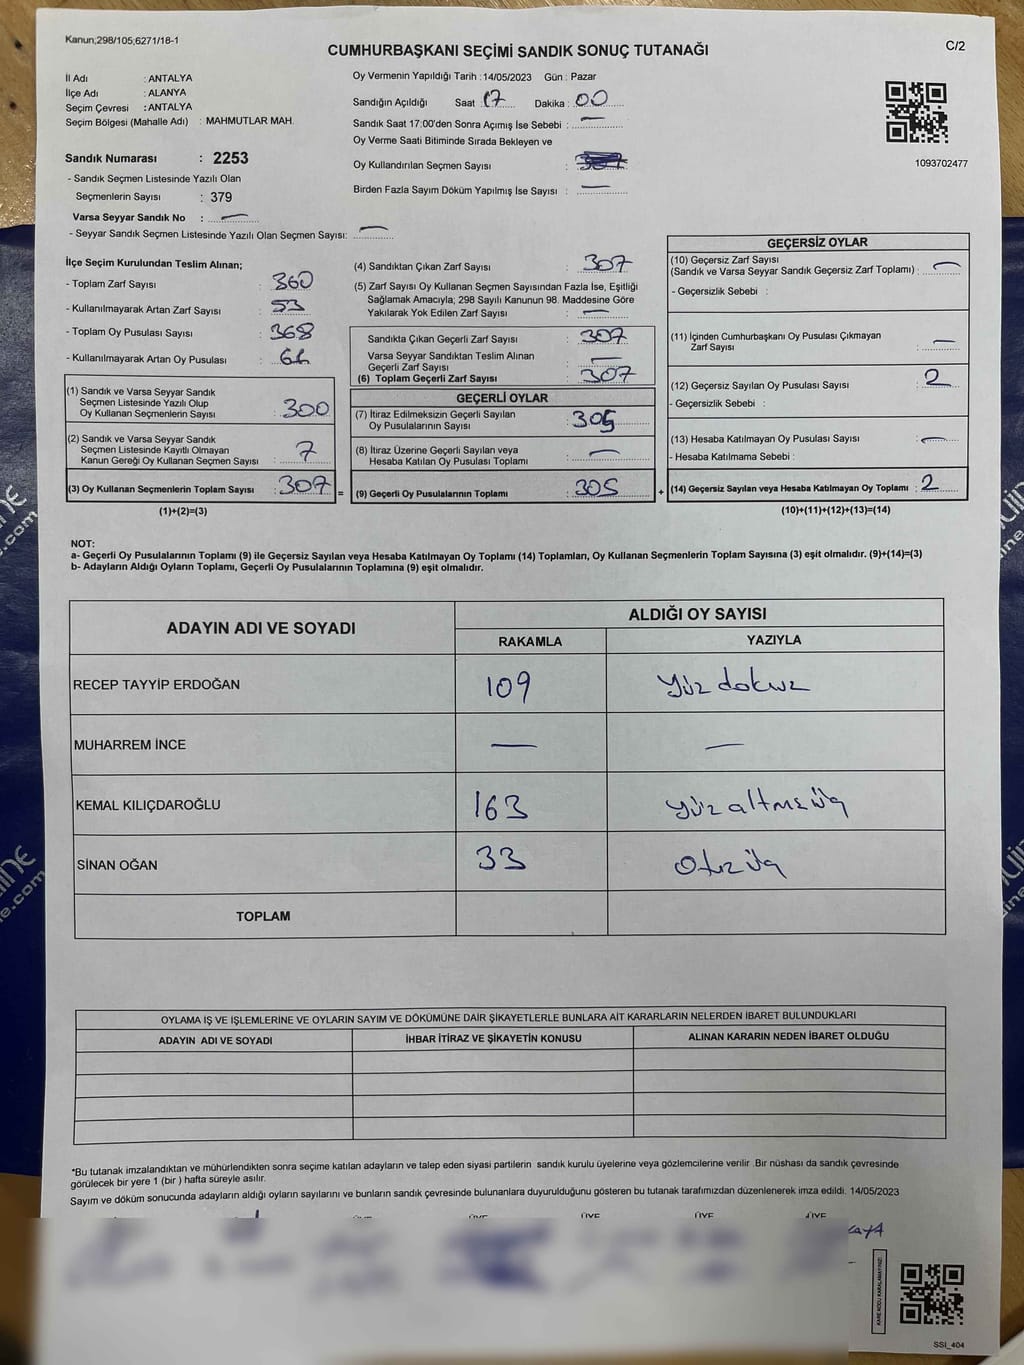 Kanun;298/105;6271/18-1
C/2
CUMHURBAŞKANI SEÇİMİ SANDIK SONUÇ TUTANAĞI
İl Adı : ANTALYA
İlçe Adı : ALANYA
Seçim Çevresi : ANTALYA
Seçim Bölgesi (Mahalle Adı) : MAHMUTLAR MAH.
Sandık Numarası : 2253
- Sandık Seçmen Listesinde Yazılı Olan
Seçmenlerin Sayısı : 379
Varsa Seyyar Sandık No : —
- Seyyar Sandık Seçmen Listesinde Yazılı Olan Seçmen Sayısı: —
Oy Vermenin Yapıldığı Tarih : 14/05/2023 Gün : Pazar
Sandığın Açıldığı Saat : 17 Dakika : 00
Sandık Saat 17:00'den Sonra Açımış İse Sebebi : —
Oy Verme Saati Bitiminde Sırada Bekleyen ve
Oy Kullandırılan Seçmen Sayısı :
Birden Fazla Sayım Döküm Yapılmış İse Sayısı : —
1093702477
İlçe Seçim Kurulundan Teslim Alınan;
- Toplam Zarf Sayısı : 360
- Kullanılmayarak Artan Zarf Sayısı : 53
- Toplam Oy Pusulası Sayısı : 368
- Kullanılmayarak Artan Oy Pusulası :
(1) Sandık ve Varsa Seyyar Sandık
Seçmen Listesinde Yazılı Olup
Oy Kullanan Seçmenlerin Sayısı : 300
(2) Sandık ve Varsa Seyyar Sandık
Seçmen Listesinde Kayıtlı Olmayan
Kanun Gereği Oy Kullanan Seçmen Sayısı : 7
(3) Oy Kullanan Seçmenlerin Toplam Sayısı : 307 =
(1)+(2)=(3)
(4) Sandıktan Çıkan Zarf Sayısı : 307
(5) Zarf Sayısı Oy Kullanan Seçmen Sayısından Fazla İse, Eşitliği
Sağlamak Amacıyla; 298 Sayılı Kanunun 98. Maddesine Göre
Yakılarak Yok Edilen Zarf Sayısı : —
Sandıkta Çıkan Geçerli Zarf Sayısı : 307
Varsa Seyyar Sandıktan Teslim Alınan
Geçerli Zarf Sayısı : —
(6) Toplam Geçerli Zarf Sayısı : 307
GEÇERLİ OYLAR
(7) İtiraz Edilmeksizin Geçerli Sayılan
Oy Pusulalarının Sayısı : 305
(8) İtiraz Üzerine Geçerli Sayılan veya
Hesaba Katılan Oy Pusulası Toplamı : —
(9) Geçerli Oy Pusulalarının Toplamı : 305 +
GEÇERSİZ OYLAR
(10) Geçersiz Zarf Sayısı
(Sandık ve Varsa Seyyar Sandık Geçersiz Zarf Toplamı) : —
- Geçersizlik Sebebi :
(11) İçinden Cumhurbaşkanı Oy Pusulası Çıkmayan
Zarf Sayısı : —
(12) Geçersiz Sayılan Oy Pusulası Sayısı : 2
- Geçersizlik Sebebi :
(13) Hesaba Katılmayan Oy Pusulası Sayısı : —
- Hesaba Katılmama Sebebi :
(14) Geçersiz Sayılan veya Hesaba Katılmayan Oy Toplamı : 2
(10)+(11)+(12)+(13)=(14)
NOT:
a- Geçerli Oy Pusulalarının Toplamı (9) ile Geçersiz Sayılan veya Hesaba Katılmayan Oy Toplamı (14) Toplamları, Oy Kullanan Seçmenlerin Toplam Sayısına (3) eşit olmalıdır. (9)+(14)=(3)
b- Adayların Aldığı Oyların Toplamı, Geçerli Oy Pusulalarının Toplamına (9) eşit olmalıdır.
ADAYIN ADI VE SOYADI
ALDIĞI OY SAYISI
RAKAMLA YAZIYLA
RECEP TAYYİP ERDOĞAN 109 Yüz dokuz
MUHARREM İNCE — —
KEMAL KILIÇDAROĞLU 163 Yüz altmışüç
SİNAN OĞAN 33 Otuz üç
TOPLAM
OYLAMA İŞ VE İŞLEMLERİNE VE OYLARIN SAYIM VE DÖKÜMÜNE DAİR ŞİKAYETLERLE BUNLARA AİT KARARLARIN NELERDEN İBARET BULUNDUKLARI
ADAYIN ADI VE SOYADI İHBAR İTİRAZ VE ŞİKAYETİN KONUSU ALINAN KARARIN NEDEN İBARET OLDUĞU
*Bu tutanak imzalandıktan ve mühürlendikten sonra seçime katılan adayların ve talep eden siyasi partilerin sandık kurulu üyelerine veya gözlemcilerine verilir .Bir nüshası da sandık çevresinde
görülecek bir yere 1 (bir ) hafta süreyle asılır.
Sayım ve döküm sonucunda adayların aldığı oyların sayılarını ve bunların sandık çevresinde bulunanlara duyurulduğunu gösteren bu tutanak tarafımızdan düzenlenerek imza edildi. 14/05/2023
ÜYE ÜYE ÜYE ÜYE ÜYE
KARE KODU KARALAMAYINIZ!
SSİ_404